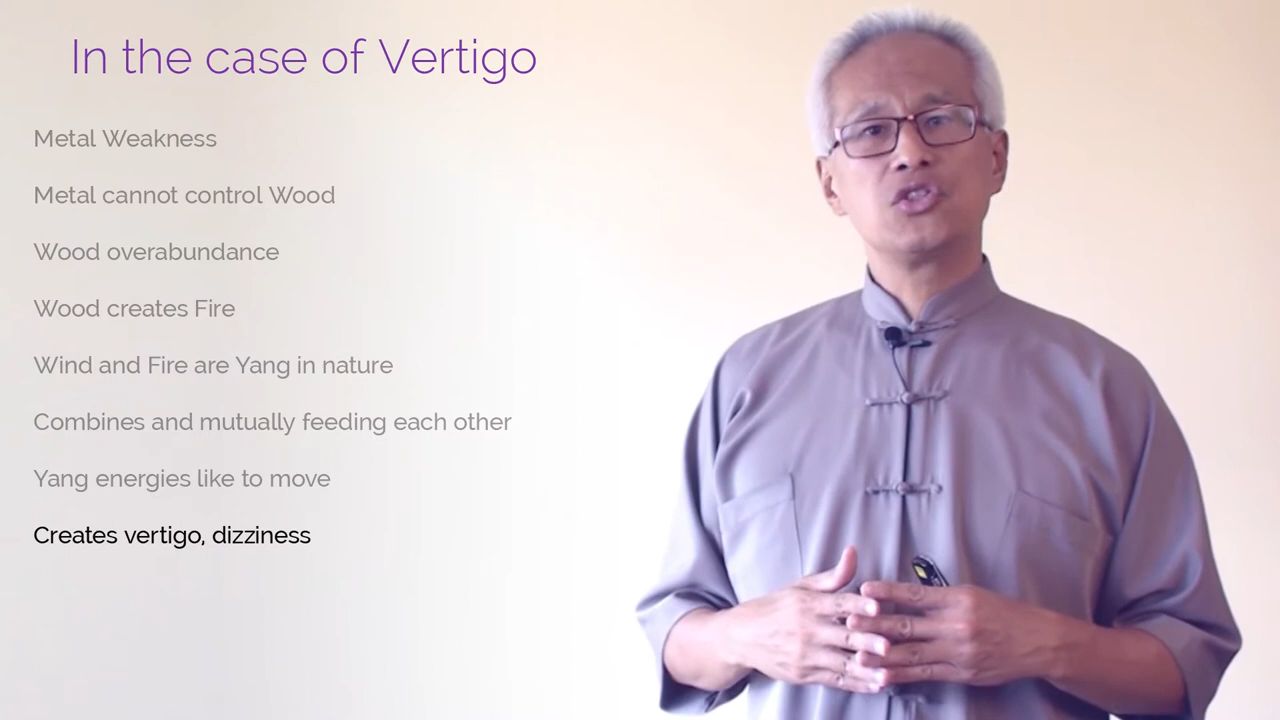 In the case of Vertigo
Metal Weakness
Metal cannot control Wood
Wood overabundance
Wood creates Fire
Wind and Fire are Yang in nature
Combines and mutually feeding each other
Yang energies like to move
Creates vertigo, dizziness